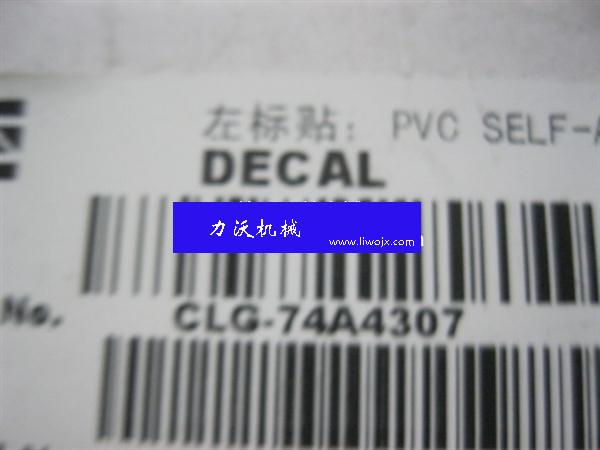 左标贴: PVC SELF-A
DECAL
力沃机械
www.liwojx.com
No. CLG-74A4307